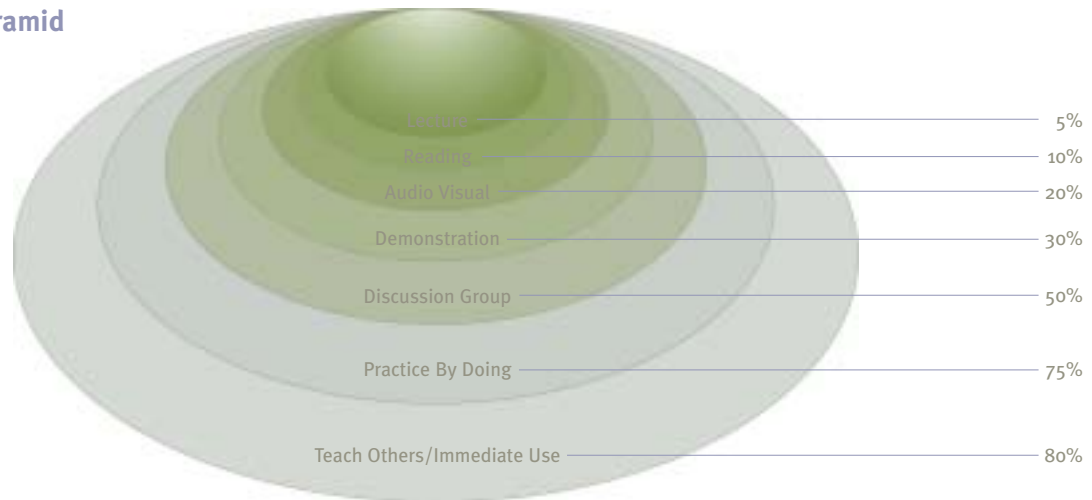 ramid
Lecture 5%
Reading 10%
Audio Visual 20%
Demonstration 30%
Discussion Group 50%
Practice By Doing 75%
Teach Others/Immediate Use 80%